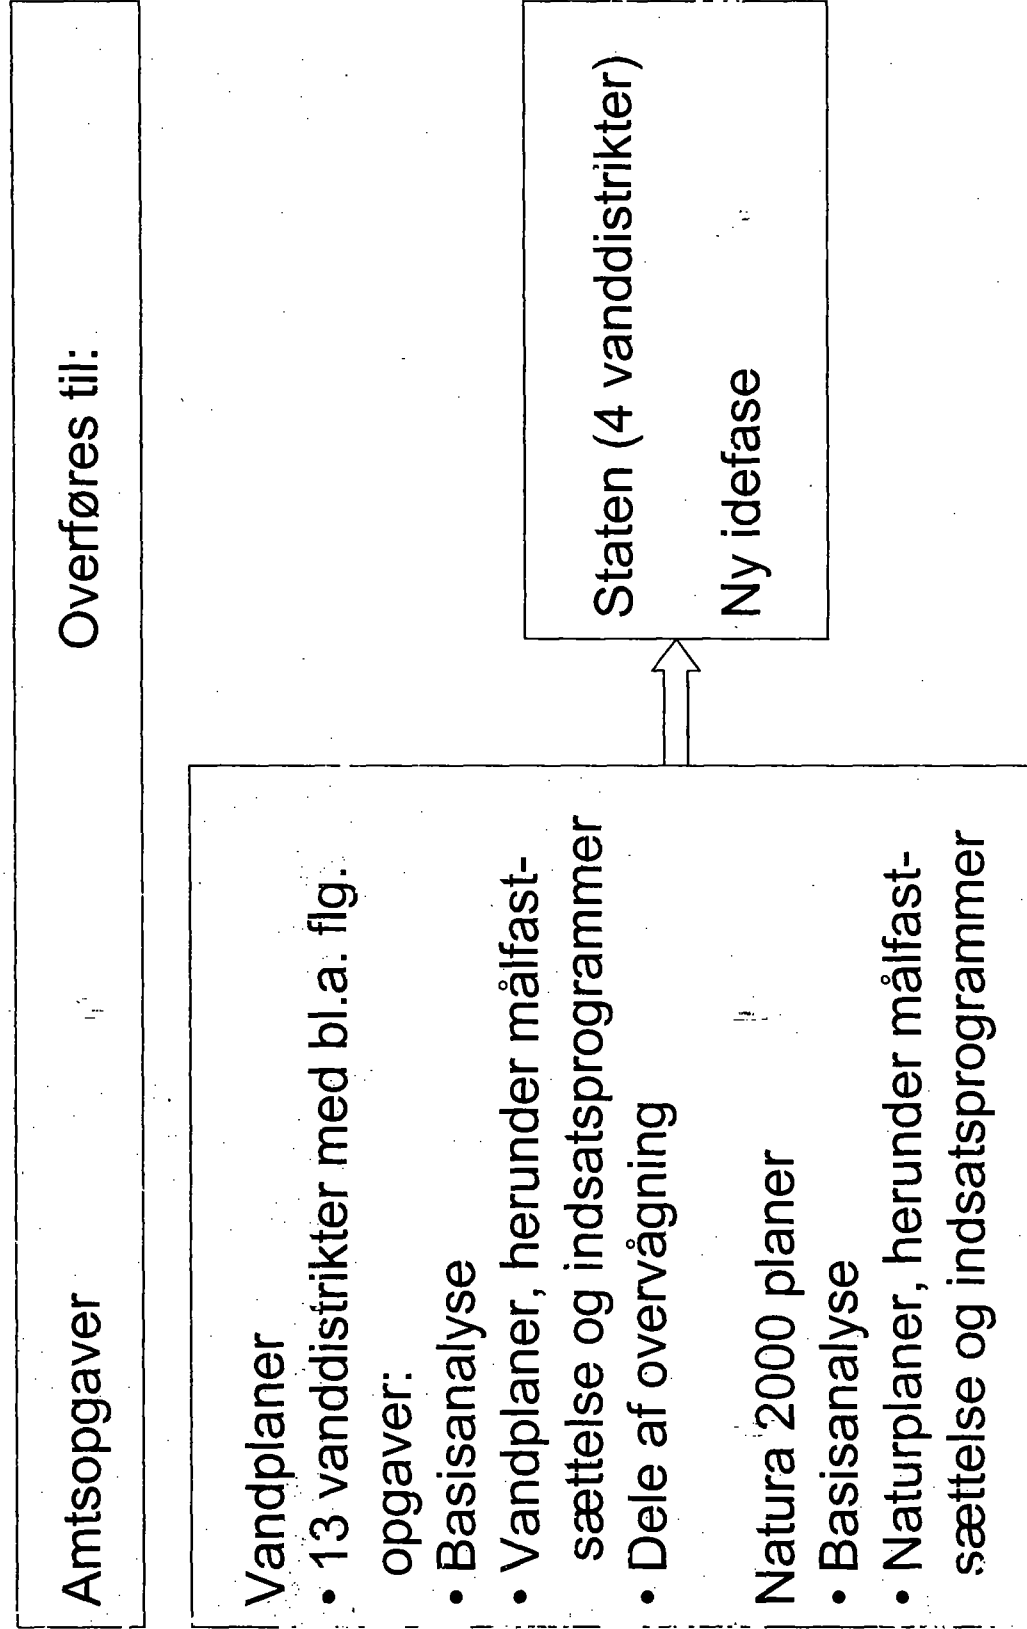 Amtsopgaver Overføres til:
Vandplaner
• 13 vanddistrikter med bl.a. flg.
opgaver:
• Basisanalyse
• Vandplaner, herunder målfast-
sættelse og indsatsprogrammer
• Dele af overvågning
Natura 2000 planer
• Basisanalyse
• Naturplaner, herunder målfast-
sættelse og indsatsprogrammer
Staten (4 vanddistrikter)
Ny idefase